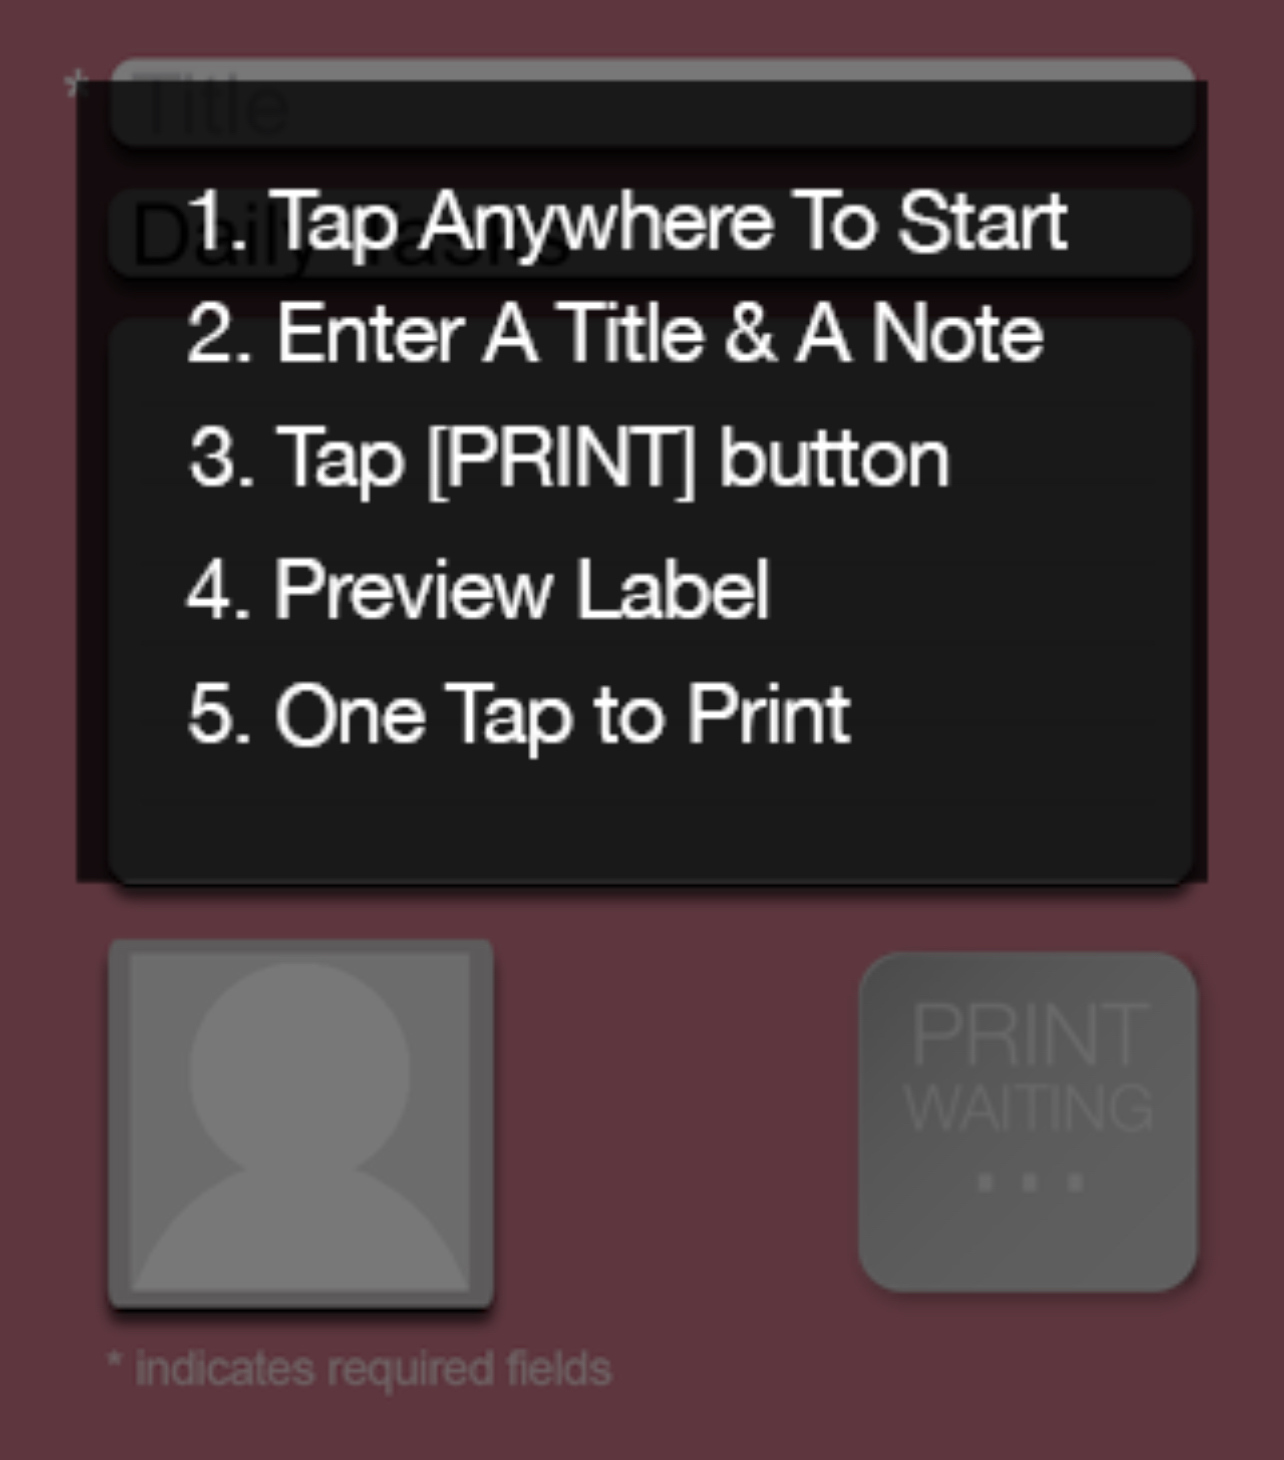 * Title
Daily Tasks
1. Tap Anywhere To Start
2. Enter A Title & A Note
3. Tap [PRINT] button
4. Preview Label
5. One Tap to Print
PRINT
WAITING
...
* indicates required fields